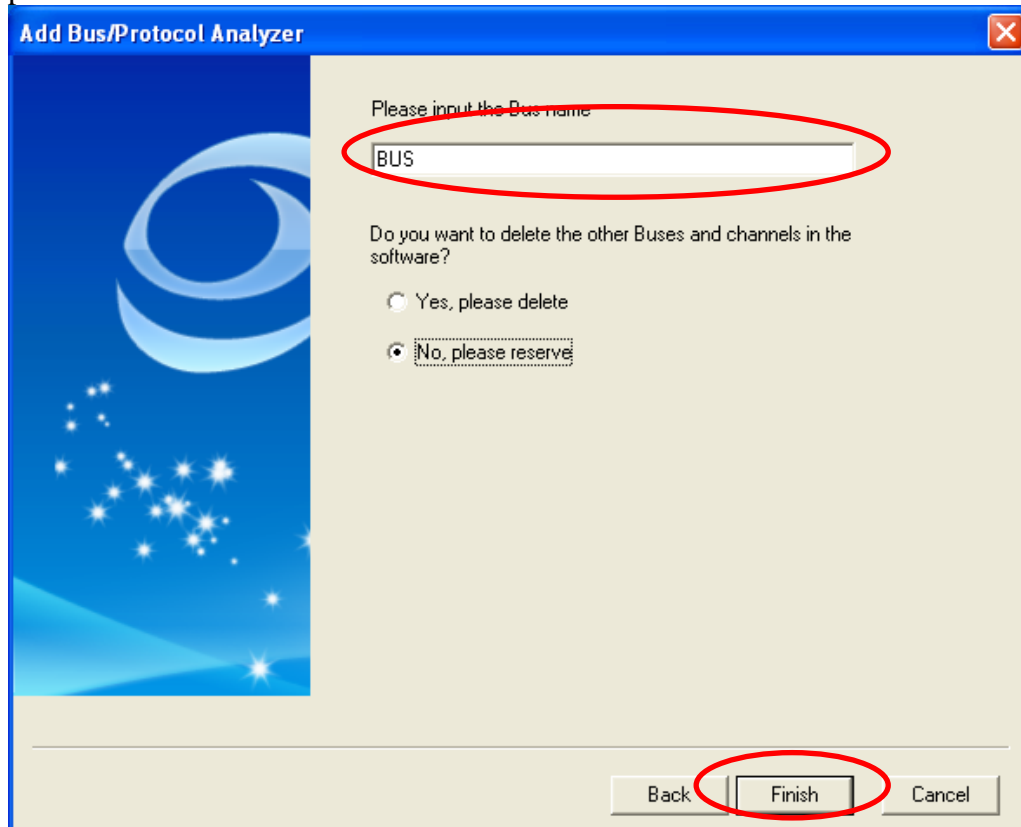 Add Bus/Protocol Analyzer
Please input the Bus name
BUS
Do you want to delete the other Buses and channels in the
software?
Yes, please delete
No, please reserve
Back
Finish
Cancel